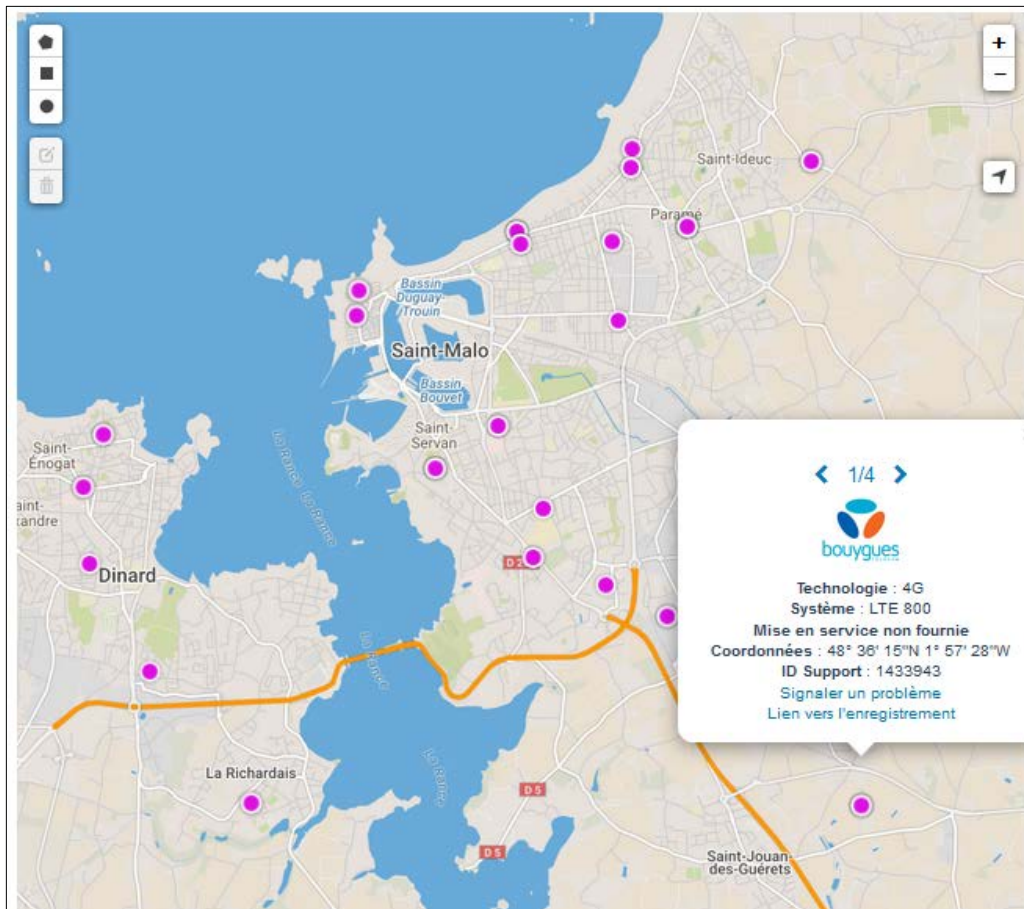 +
−
Saint-Ideuc
Paramé
Bassin
Duguay-
Trouin
Saint-Malo
Bassin
Bouvet
Saint-
Servan
La Rance La Rance
Saint-
Énogat
aint-
xandre
Dinard
D 2
La Rance
La Rance
La Richardais
D 5
D 5
Saint-Jouan-
des-Guérets
1/4
bouygues
Technologie : 4G
Système : LTE 800
Mise en service non fournie
Coordonnées : 48° 36' 15"N 1° 57' 28"W
ID Support : 1433943
Signaler un problème
Lien vers l'enregistrement